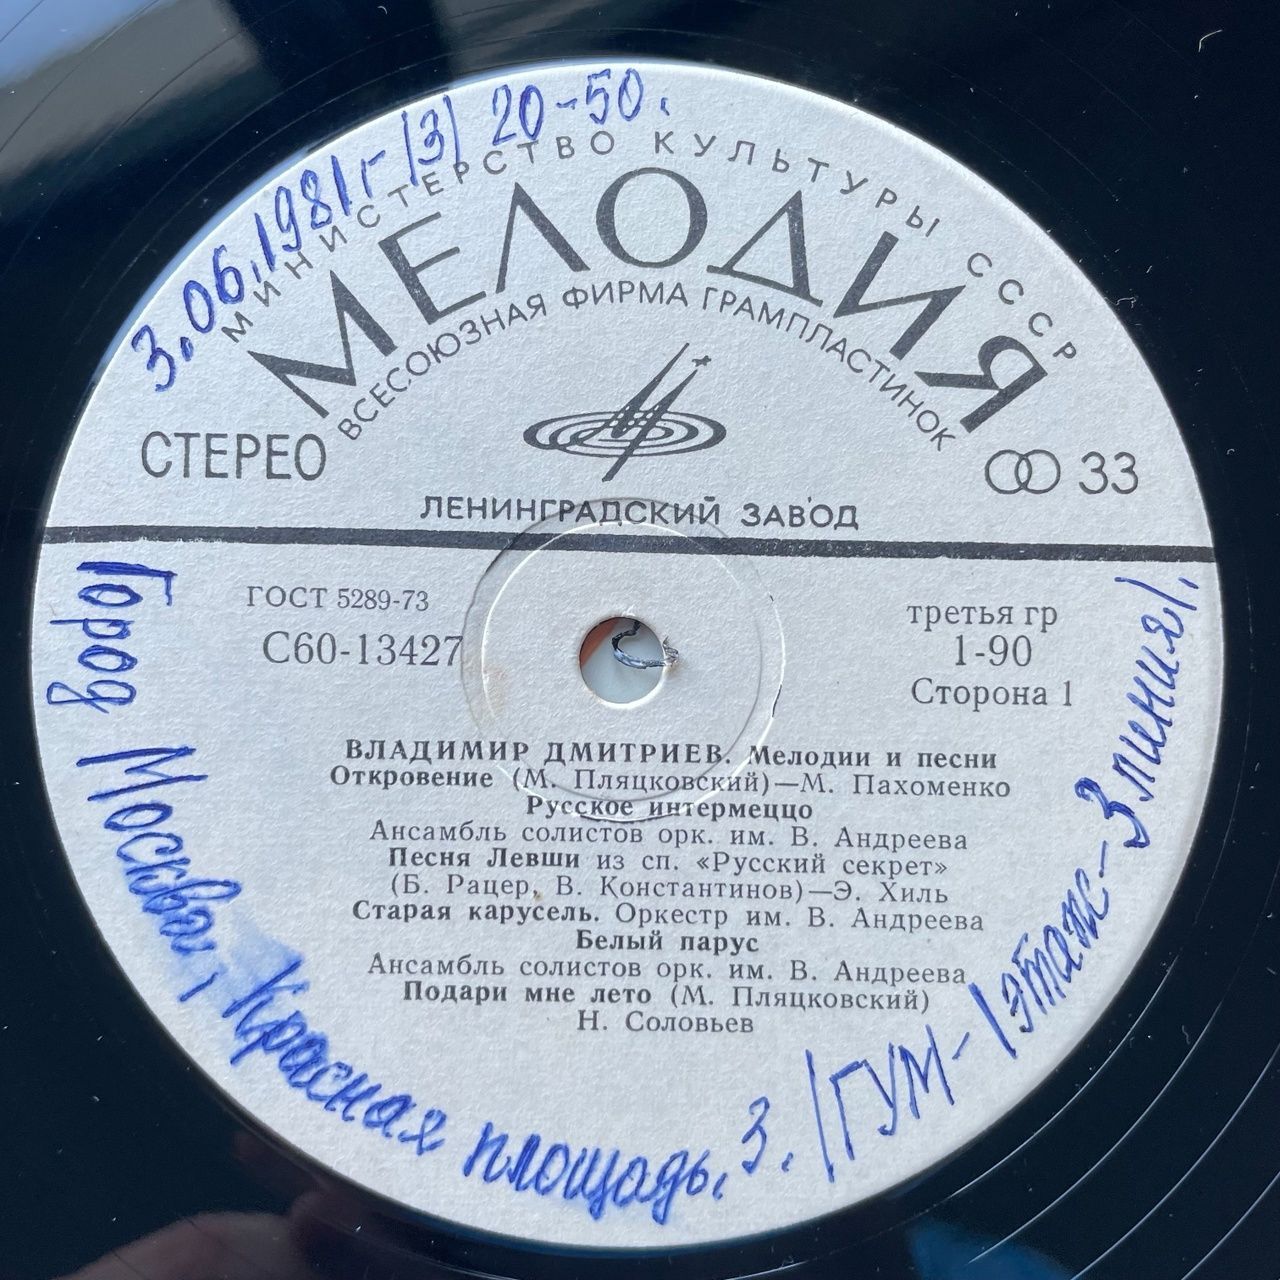 3.06.1981г |3| 20-50.
МИНИСТЕРСТВО КУЛЬТУРЫ СССР
МЕЛОДИЯ
ВСЕСОЮЗНАЯ ФИРМА ГРАМПЛАСТИНОК
СТЕРЕО
33
ЛЕНИНГРАДСКИЙ ЗАВОД
ГОСТ 5289-73
С60-13427
третья гр
1-90
Сторона 1
ВЛАДИМИР ДМИТРИЕВ. Мелодии и песни
Откровение (М. Пляцковский)—М. Пахоменко
Русское интермеццо
Ансамбль солистов орк. им. В. Андреева
Песня Левши из сп. «Русский секрет»
(Б. Рацер, В. Константинов)—Э. Хиль
Старая карусель. Оркестр им. В. Андреева
Белый парус
Ансамбль солистов орк. им. В. Андреева
Подари мне лето (М. Пляцковский)
Н. Соловьев
Город Москва, Красная площадь, 3. |ГУМ-1этаж-3линия|.